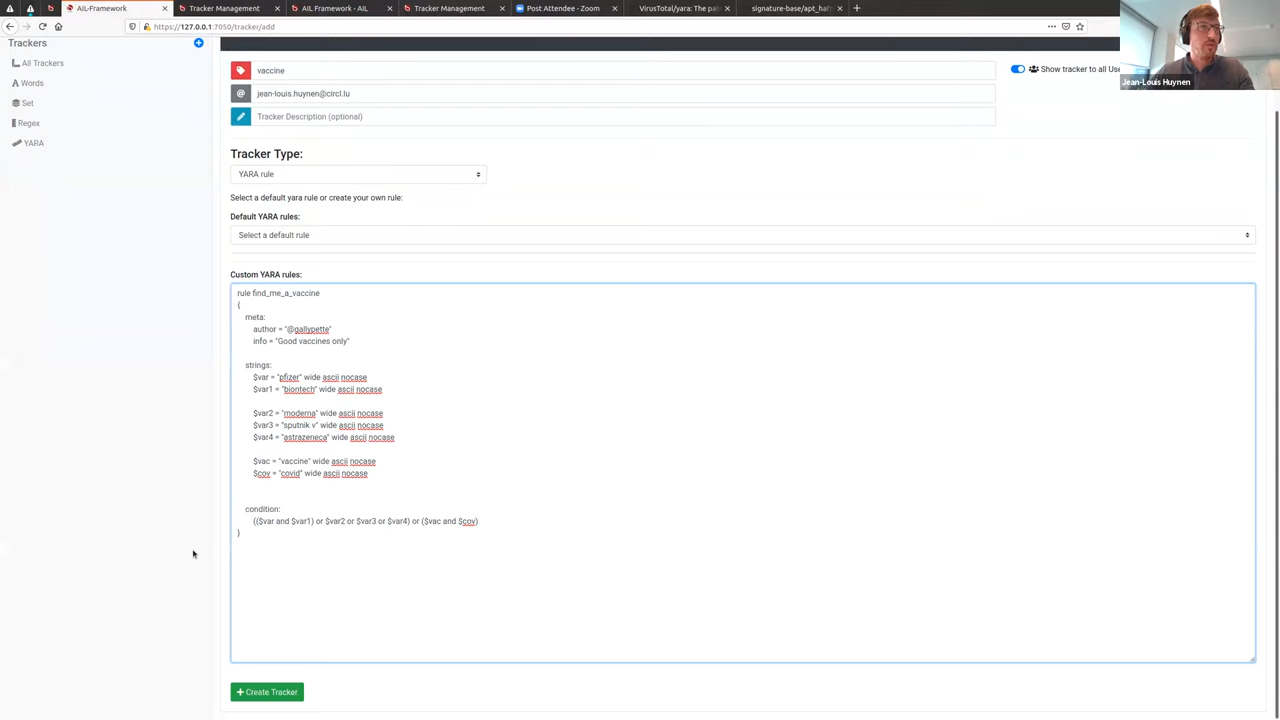 AIL-Framework
Tracker Management
AIL Framework - AIL
Tracker Management
Post Attendee - Zoom
VirusTotal/yara: The pat
signature-base/apt_haf
https://127.0.0.1:7050/tracker/add
Trackers
All Trackers
Words
Set
Regex
YARA
vaccine
@
jean-louis.huynen@circl.lu
Tracker Description (optional)
Show tracker to all Use
Jean-Louis Huynen
Tracker Type:
YARA rule
Select a default yara rule or create your own rule:
Default YARA rules:
Select a default rule
Custom YARA rules:
rule find_me_a_vaccine
{
meta:
author = "@gallypette"
info = "Good vaccines only"
strings:
$var = "pfizer" wide ascii nocase
$var1 = "biontech" wide ascii nocase
$var2 = "moderna" wide ascii nocase
$var3 = "sputnik v" wide ascii nocase
$var4 = "astrazeneca" wide ascii nocase
$vac = "vaccine" wide ascii nocase
$cov = "covid" wide ascii nocase
condition:
(($var and $var1) or $var2 or $var3 or $var4) or ($vac and $cov)
}
+ Create Tracker